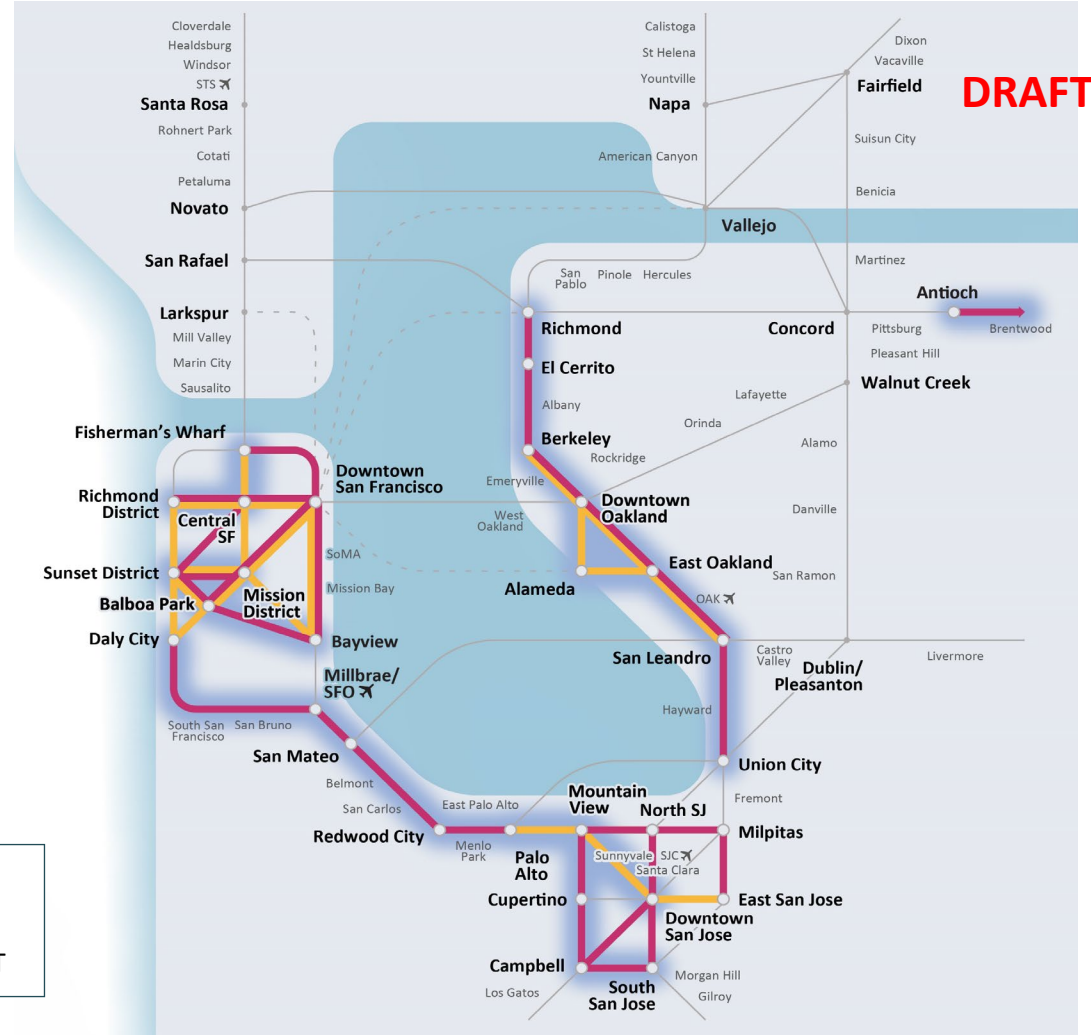 Cloverdale
Healdsburg
Windsor
STS
Santa Rosa
Rohnert Park
Cotati
Petaluma
Novato
San Rafael
Larkspur
Mill Valley
Marin City
Sausalito
Calistoga
St Helena
Yountville
Napa
American Canyon
Vallejo
Dixon
Vacaville
Fairfield
DRAFT
Suisun City
Benicia
Martinez
San
Pablo
Pinole
Hercules
Antioch
Richmond
Concord
Pittsburg
Brentwood
Pleasant Hill
El Cerrito
Walnut Creek
Albany
Lafayette
Orinda
Alamo
Fisherman's Wharf
Berkeley
Rockridge
Downtown
San Francisco
Emeryville
Richmond
District
Central
SF
Downtown
Oakland
Danville
West
Oakland
SoMA
Sunset District
East Oakland
San Ramon
Mission Bay
Alameda
OAK
Balboa Park
Mission
District
Daly City
Bayview
San Leandro
Castro
Valley
Dublin/
Pleasanton
Livermore
Millbrae/
SFO
Hayward
South San
Francisco
San Bruno
San Mateo
Union City
Belmont
San Carlos
East Palo Alto
Mountain
View
North SJ
Fremont
Redwood City
Milpitas
Menlo
Park
Palo
Alto
Sunnyvale
SJC
Santa Clara
Cupertino
East San Jose
Downtown
San Jose
Campbell
Los Gatos
South
San Jose
Morgan Hill
Gilroy